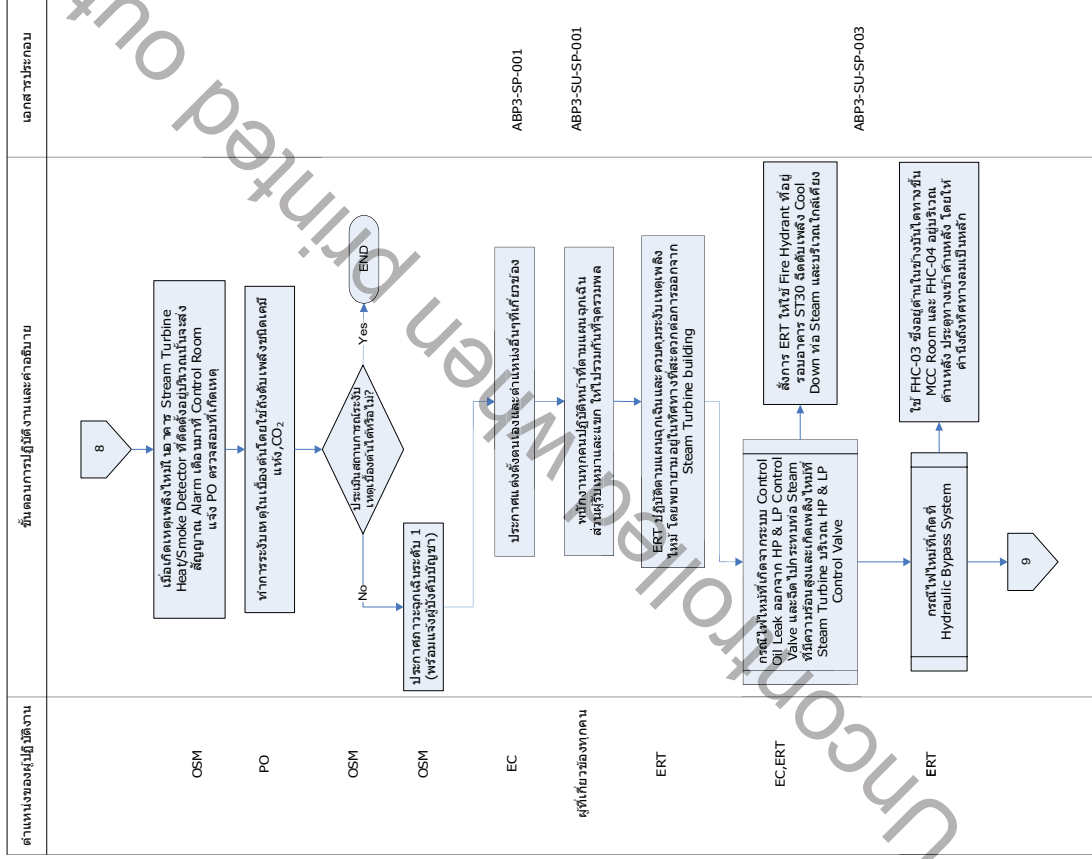 ตำแหน่งของผู้ปฏิบัติงาน
ขั้นตอนการปฏิบัติงานและคำอธิบาย
เอกสารประกอบ
8
OSM
เมื่อเกิดเหตุเพลิงไหม้ในอาคาร Stream Turbine
Heat/Smoke Detector ที่ติดตั้งอยู่บริเวณนั้นจะส่ง
สัญญาณ Alarm เตือนมาที่ Control Room
แจ้ง PO ตรวจสอบที่เกิดเหตุ
PO
ทำการระงับเหตุในเบื้องต้นโดยใช้ถังดับเพลิงชนิดเคมี
แห้ง,CO2
OSM
ประเมินสถานการณ์ระงับ
เหตุเบื้องต้นได้หรือไม่?
Yes
END
No
OSM
ประกาศภาวะฉุกเฉินระดับ 1
(พร้อมแจ้งผู้บังคับบัญชา)
EC
ประกาศแต่งตั้งตนเองและตำแหน่งอื่นๆที่เกี่ยวข้อง
ABP3-SP-001
ผู้ที่เกี่ยวข้องทุกคน
พนักงานทุกคนปฏิบัติหน้าที่ตามแผนฉุกเฉิน
ส่วนผู้รับเหมาและแขก ให้ไปรวมกันที่จุดรวมพล
ABP3-SU-SP-001
ERT
ERT ปฏิบัติตามแผนฉุกเฉินและควบคุมระงับเหตุเพลิง
ไหม้ โดยพยายามอยู่ในทิศทางที่สะดวกต่อการออกจาก
Steam Turbine building
EC,ERT
กรณีไฟไหม้ที่เกิดจากระบบ Control
Oil Leak ออกจาก HP & LP Control
Valve และฉีดไปกระทบท่อ Steam
ที่มีความร้อนสูงและเกิดเพลิงไหม้ที่
Steam Turbine บริเวณ HP & LP
Control Valve
สั่งการ ERT ให้ใช้ Fire Hydrant ที่อยู่
รอบอาคาร ST30 ฉีดดับเพลิง Cool
Down ท่อ Steam และบริเวณใกล้เคียง
ABP3-SU-SP-003
ERT
กรณีไฟไหม้ที่เกิดที่
Hydraulic Bypass System
ใช้ FHC-03 ซึ่งอยู่ด้านในข้างบันไดทางขึ้น
MCC Room และ FHC-04 อยู่บริเวณ
ด้านหลัง ประตูทางเข้าด้านหลัง โดยให้
คำนึงถึงทิศทางลมเป็นหลัก
9
Uncontrolled when printed out